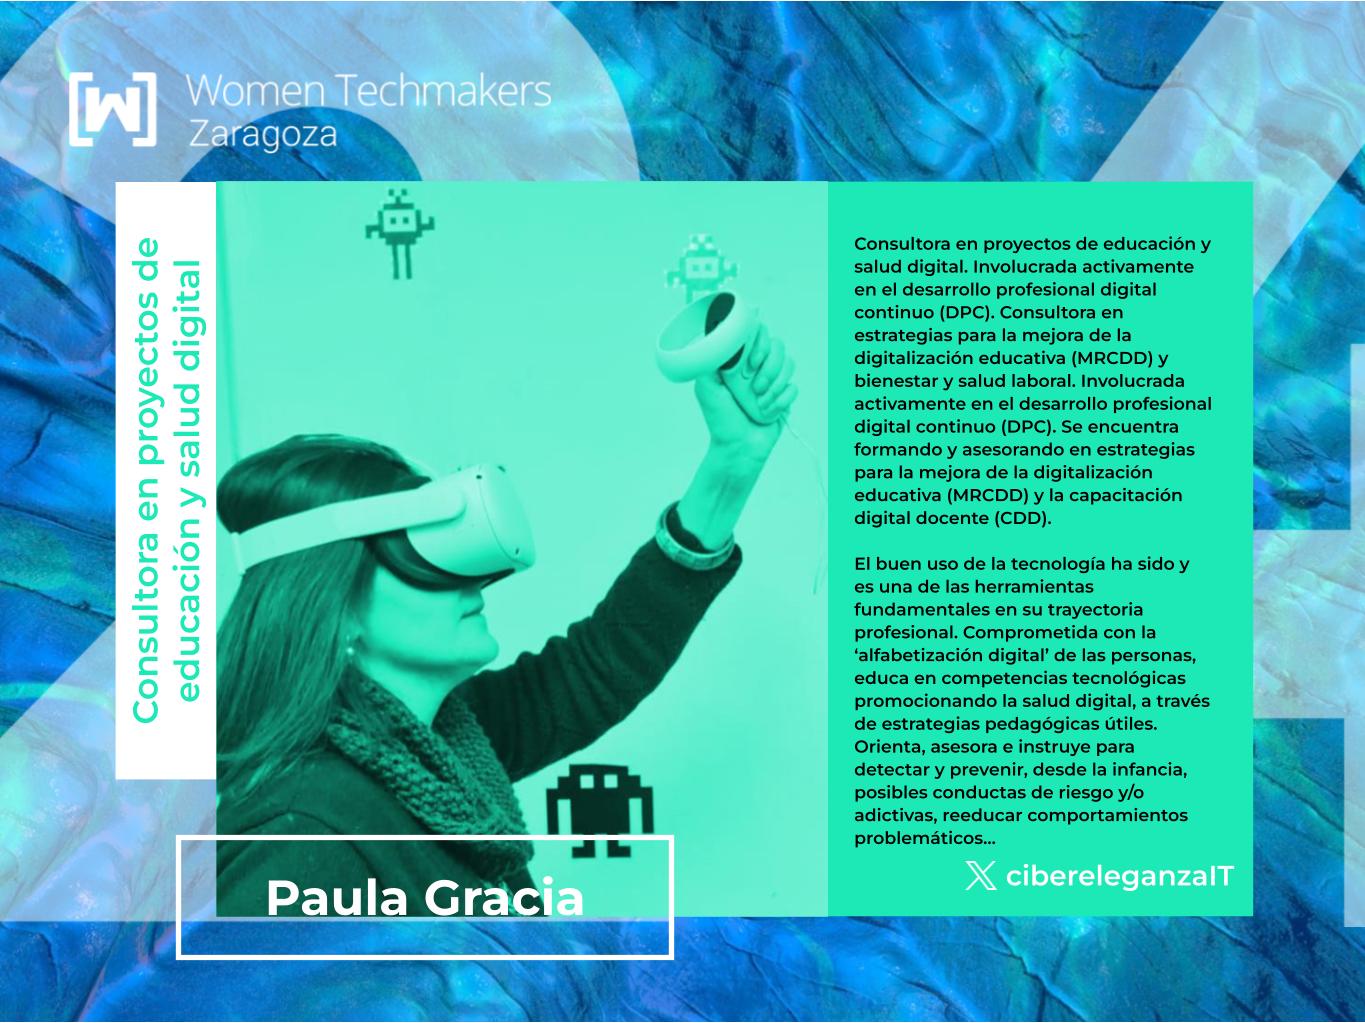 Women Techmakers
Zaragoza
Consultora en proyectos de
educación y salud digital
Consultora en proyectos de educación y
salud digital. Involucrada activamente
en el desarrollo profesional digital
continuo (DPC). Consultora en
estrategias para la mejora de la
digitalización educativa (MRCDD) y
bienestar y salud laboral. Involucrada
activamente en el desarrollo profesional
digital continuo (DPC). Se encuentra
formando y asesorando en estrategias
para la mejora de la digitalización
educativa (MRCDD) y la capacitación
digital docente (CDD).
El buen uso de la tecnología ha sido y
es una de las herramientas
fundamentales en su trayectoria
profesional. Comprometida con la
‘alfabetización digital’ de las personas,
educa en competencias tecnológicas
promocionando la salud digital, a través
de estrategias pedagógicas útiles.
Orienta, asesora e instruye para
detectar y prevenir, desde la infancia,
posibles conductas de riesgo y/o
adictivas, reeducar comportamientos
problemáticos...
cibereleganzaIT
Paula Gracia